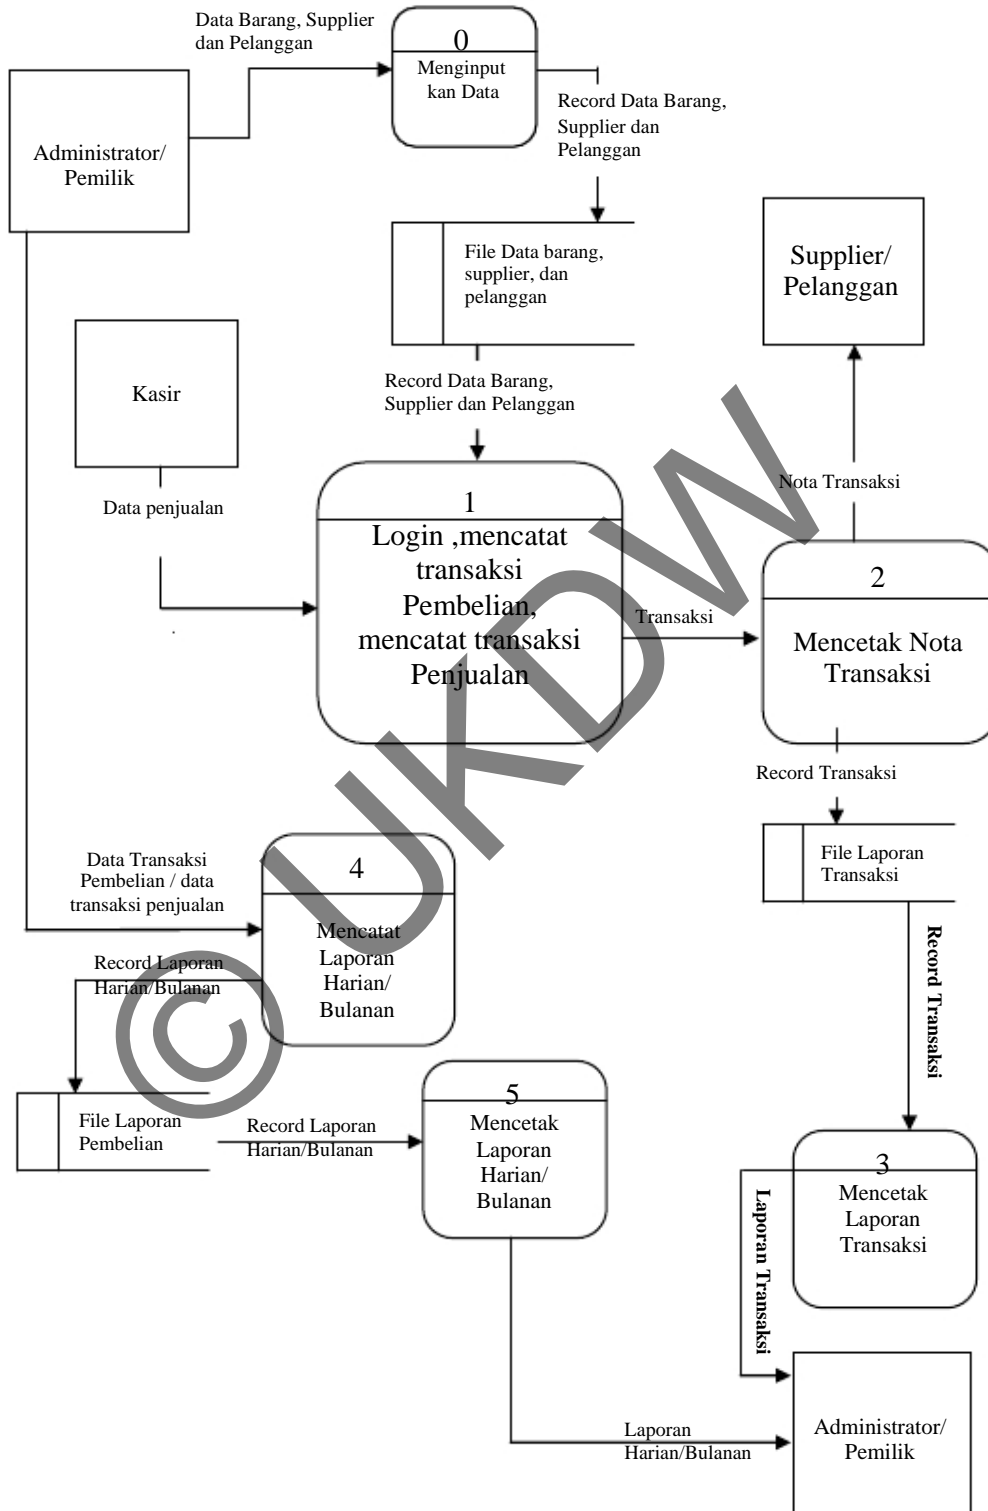 Data Barang, Supplier
dan Pelanggan
0
Menginput
kan Data
Record Data Barang,
Supplier dan
Pelanggan
Administrator/
Pemilik
File Data barang,
supplier, dan
pelanggan
Supplier/
Pelanggan
Kasir
Record Data Barang,
Supplier dan Pelanggan
Data penjualan
Nota Transaksi
1
Login ,mencatat
transaksi
Pembelian,
mencatat transaksi
Penjualan
Transaksi
2
Mencetak Nota
Transaksi
Record Transaksi
File Laporan
Transaksi
Data Transaksi
Pembelian / data
transaksi penjualan
4
Mencatat
Laporan
Harian/
Bulanan
Record Laporan
Harian/Bulanan
Record Transaksi
File Laporan
Pembelian
Record Laporan
Harian/Bulanan
5
Mencetak
Laporan
Harian/
Bulanan
3
Mencetak
Laporan
Transaksi
Laporan Transaksi
Laporan
Harian/Bulanan
Administrator/
Pemilik
© UKDW